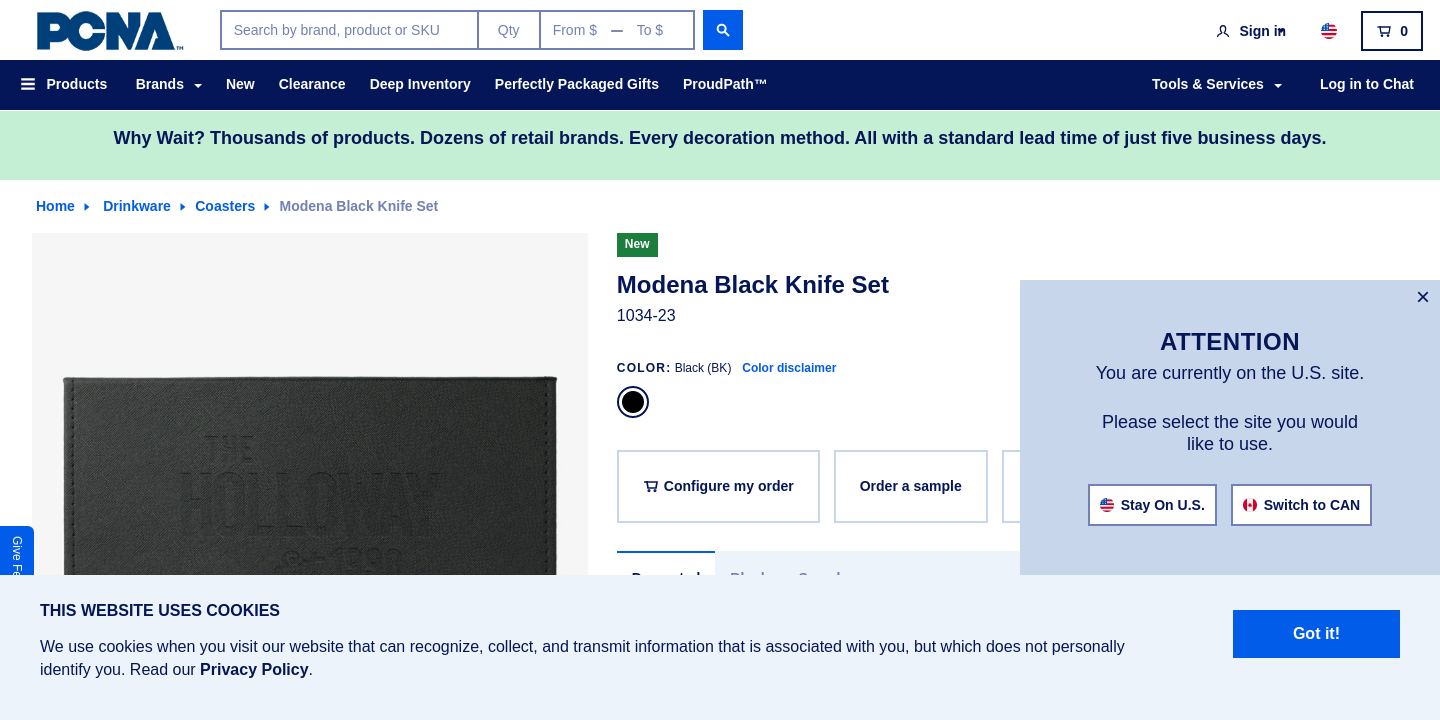 PCNA™
Search by brand, product or SKU
Qty
From $ — To $
Sign in
0
Products
Brands
New
Clearance
Deep Inventory
Perfectly Packaged Gifts
ProudPath™
Tools & Services
Log in to Chat
Why Wait? Thousands of products. Dozens of retail brands. Every decoration method. All with a standard lead time of just five business days.
Home
Drinkware
Coasters
Modena Black Knife Set
New
Modena Black Knife Set
1034-23
COLOR: Black (BK) Color disclaimer
Configure my order
Order a sample
THE
HOLLOWAY
ATTENTION
You are currently on the U.S. site.
Please select the site you would
like to use.
Stay On U.S.
Switch to CAN
Give
THIS WEBSITE USES COOKIES
We use cookies when you visit our website that can recognize, collect, and transmit information that is associated with you, but which does not personally
identify you. Read our Privacy Policy.
Got it!